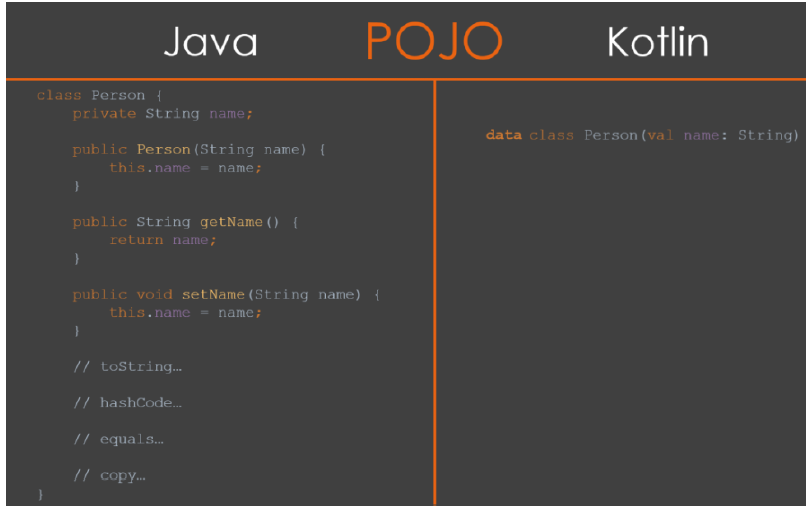 Java POJO Kotlin
class Person {
private String name;
public Person(String name) {
this.name = name;
}
public String getName() {
return name;
}
public void setName(String name) {
this.name = name;
}
// toString…
// hashCode…
// equals…
// copy…
}
data class Person(val name: String)